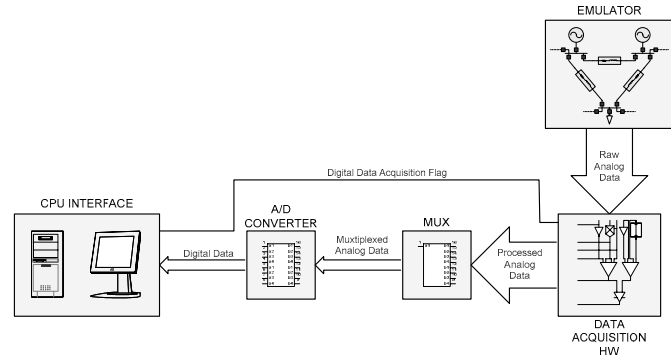 EMULATOR
Raw
Analog
Data
Digital Data Acquisition Flag
CPU INTERFACE
A/D
CONVERTER
MUX
Digital Data
Muxtiplexed
Analog Data
Processed
Analog
Data
DATA
ACQUISITION
HW